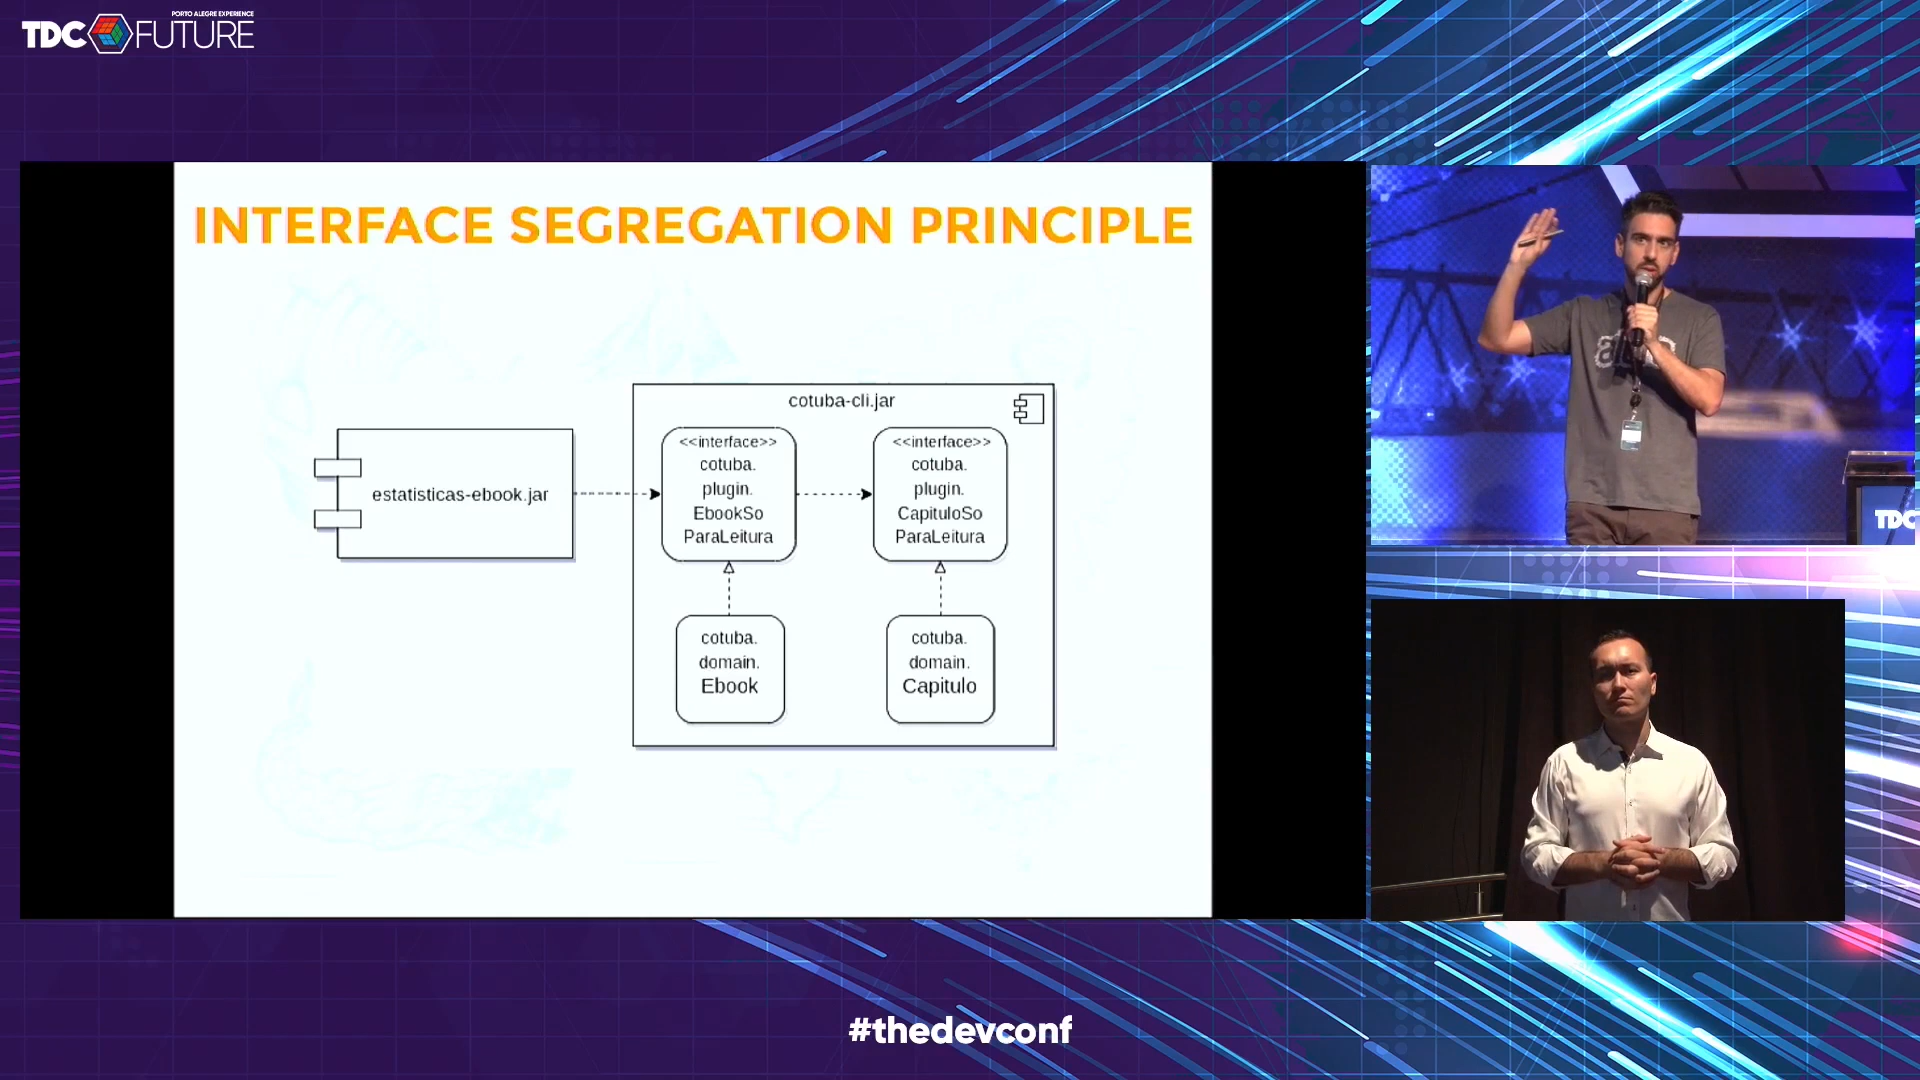 PORTO ALEGRE EXPERIENCE
TDC FUTURE
INTERFACE SEGREGATION PRINCIPLE
cotuba-cli.jar
estatisticas-ebook.jar
<<interface>>
cotuba.
plugin.
EbookSo
ParaLeitura
<<interface>>
cotuba.
plugin.
CapituloSo
ParaLeitura
cotuba.
domain.
Ebook
cotuba.
domain.
Capitulo
TDC
#thedevconf